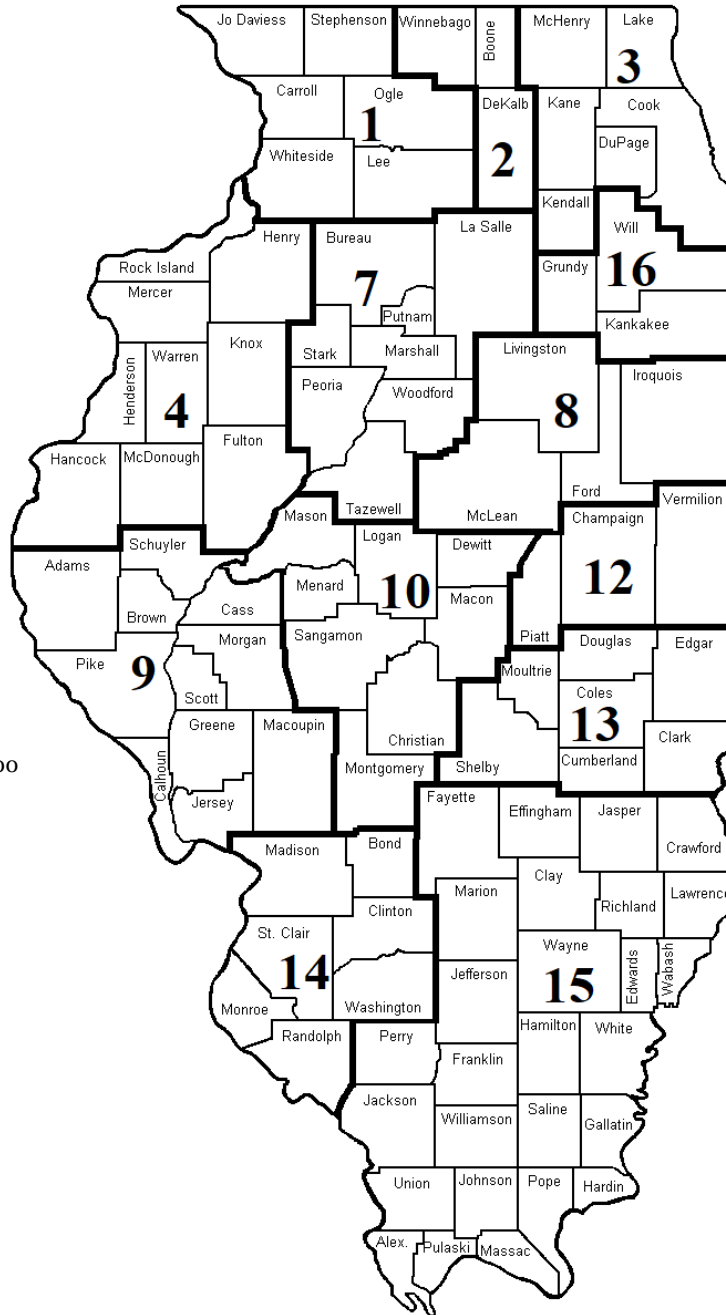 Jo Daviess Stephenson Winnebago Boone McHenry Lake
3
Carroll Ogle DeKalb Kane Cook
1
DuPage
Whiteside Lee 2
Kendall
Henry Bureau La Salle Will
Rock Island Grundy 16
Mercer 7
Putnam Kankakee
Knox
Henderson Warren Stark Marshall Livingston
Peoria Woodford Iroquois
4 8
Hancock McDonough Fulton
Ford
Mason Tazewell McLean Vermilion
Schuyler Logan Dewitt Champaign
Adams
Brown Cass Menard 10 Macon 12
Morgan Sangamon Piatt Douglas Edgar
Pike 9 Moultrie
Scott Coles
Greene Macoupin 13
Christian Clark
Calhoun Montgomery Shelby Cumberland
oo
Jersey Fayette Effingham Jasper
Madison Bond Crawford
Marion Clay
Clinton Richland Lawrence
St. Clair Wayne
14 Jefferson 15 Edwards Wabash
Monroe Washington
Randolph Perry Hamilton White
Franklin
Jackson Saline
Williamson Gallatin
Union Johnson Pope Hardin
Alex. Pulaski Massac